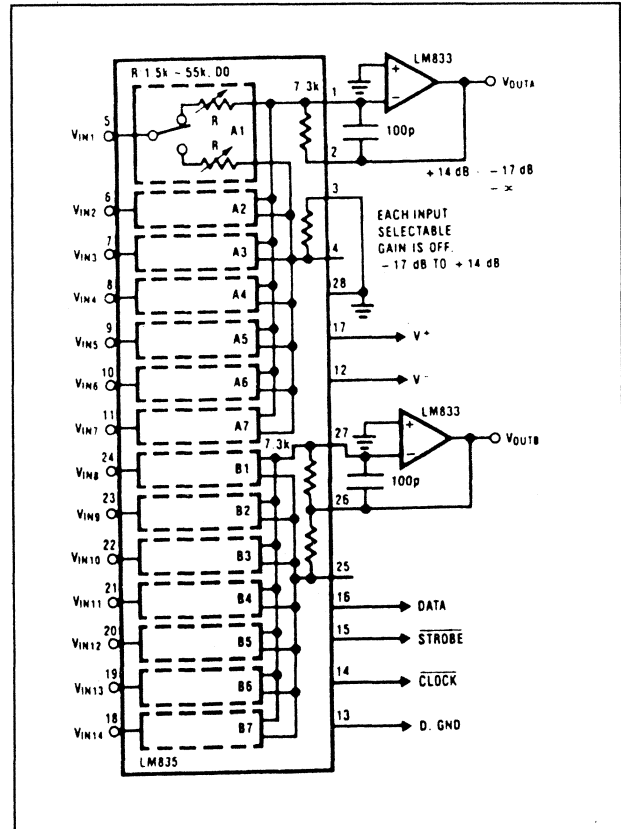 LM833
R 1.5k ~ 55k, ∞
7.3k
1
VOUTA
5
VIN1
R
A1
R
100p
2
+14 dB - -17 dB
- ∝
3
6
VIN2
A2
EACH INPUT
SELECTABLE
GAIN IS OFF.
-17 dB TO +14 dB
7
VIN3
A3
4
8
VIN4
A4
28
9
VIN5
A5
17
V+
10
VIN6
A6
12
V-
11
VIN7
A7
LM833
7.3k
27
VOUTB
24
VIN8
B1
100p
23
VIN9
B2
26
22
VIN10
B3
25
21
VIN11
B4
16
DATA
20
VIN12
B5
15
STROBE
19
VIN13
B6
14
CLOCK
18
VIN14
B7
13
D. GND
LM835